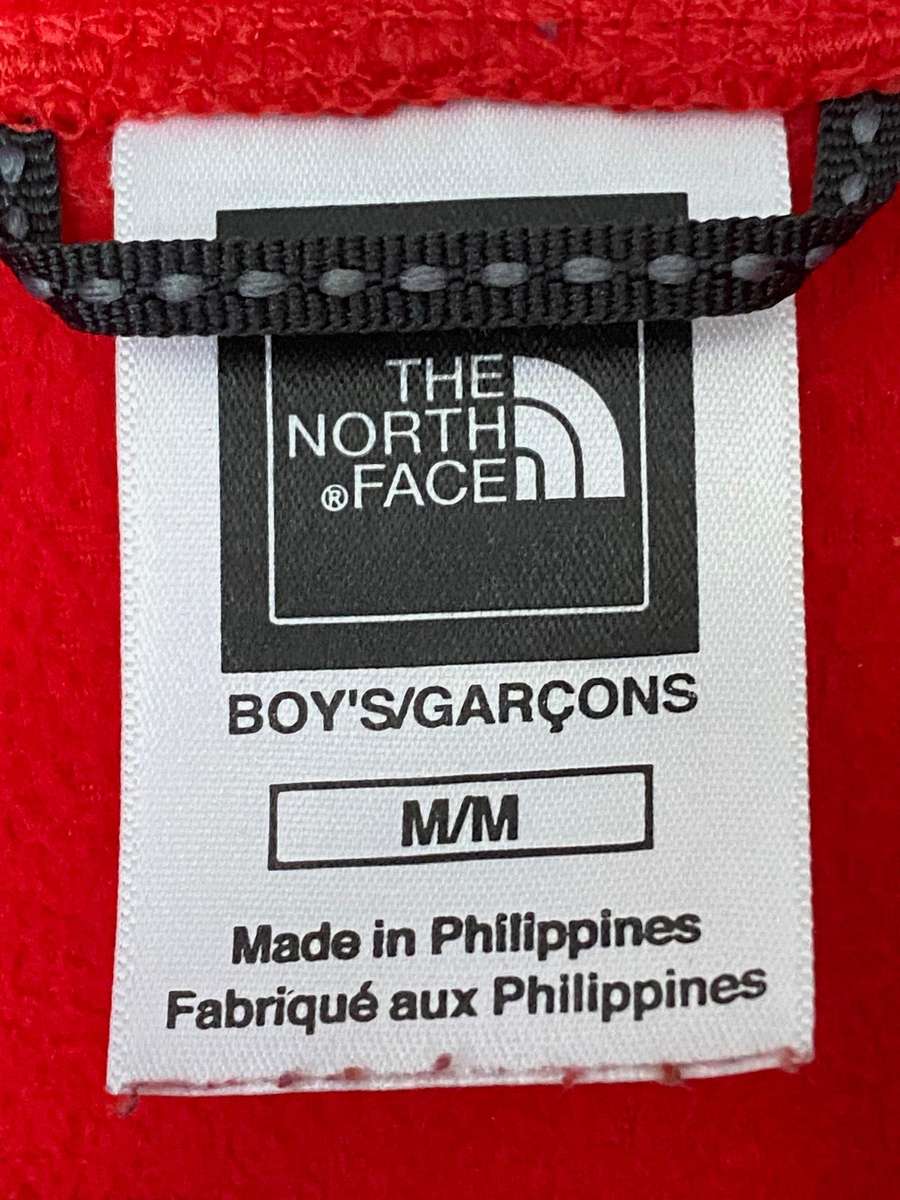 THE
NORTH
®FACE
BOY'S/GARÇONS
M/M
Made in Philippines
Fabriqué aux Philippines